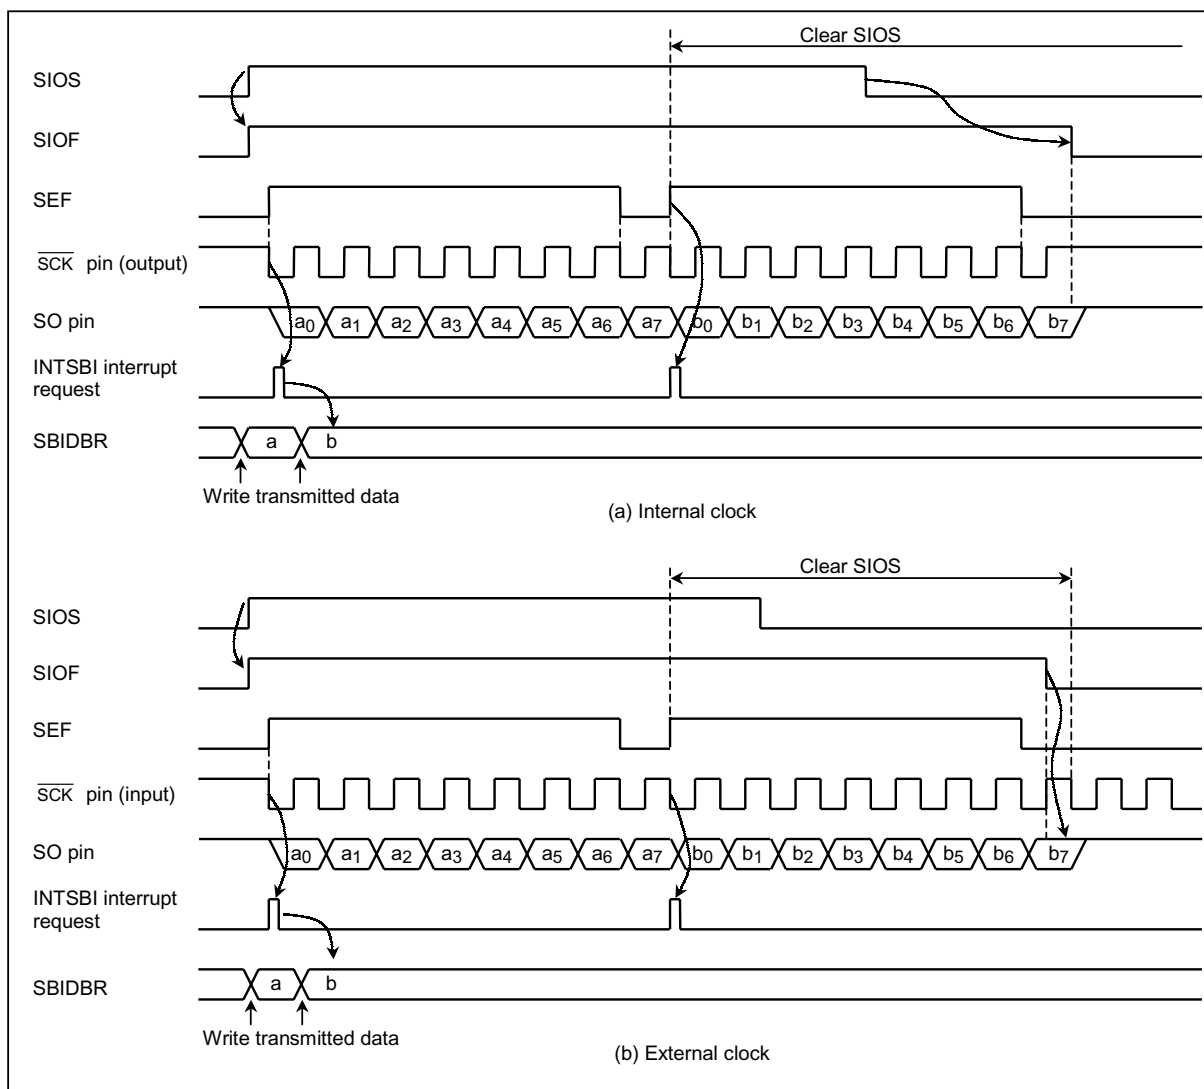 Clear SIOS
SIOS
SIOF
SEF
SCK pin (output)
SO pin
a0 a1 a2 a3 a4 a5 a6 a7 b0 b1 b2 b3 b4 b5 b6 b7
INTSBI interrupt
request
SBIDBR
a b
Write transmitted data
(a) Internal clock
Clear SIOS
SIOS
SIOF
SEF
SCK pin (input)
SO pin
a0 a1 a2 a3 a4 a5 a6 a7 b0 b1 b2 b3 b4 b5 b6 b7
INTSBI interrupt
request
SBIDBR
a b
Write transmitted data
(b) External clock